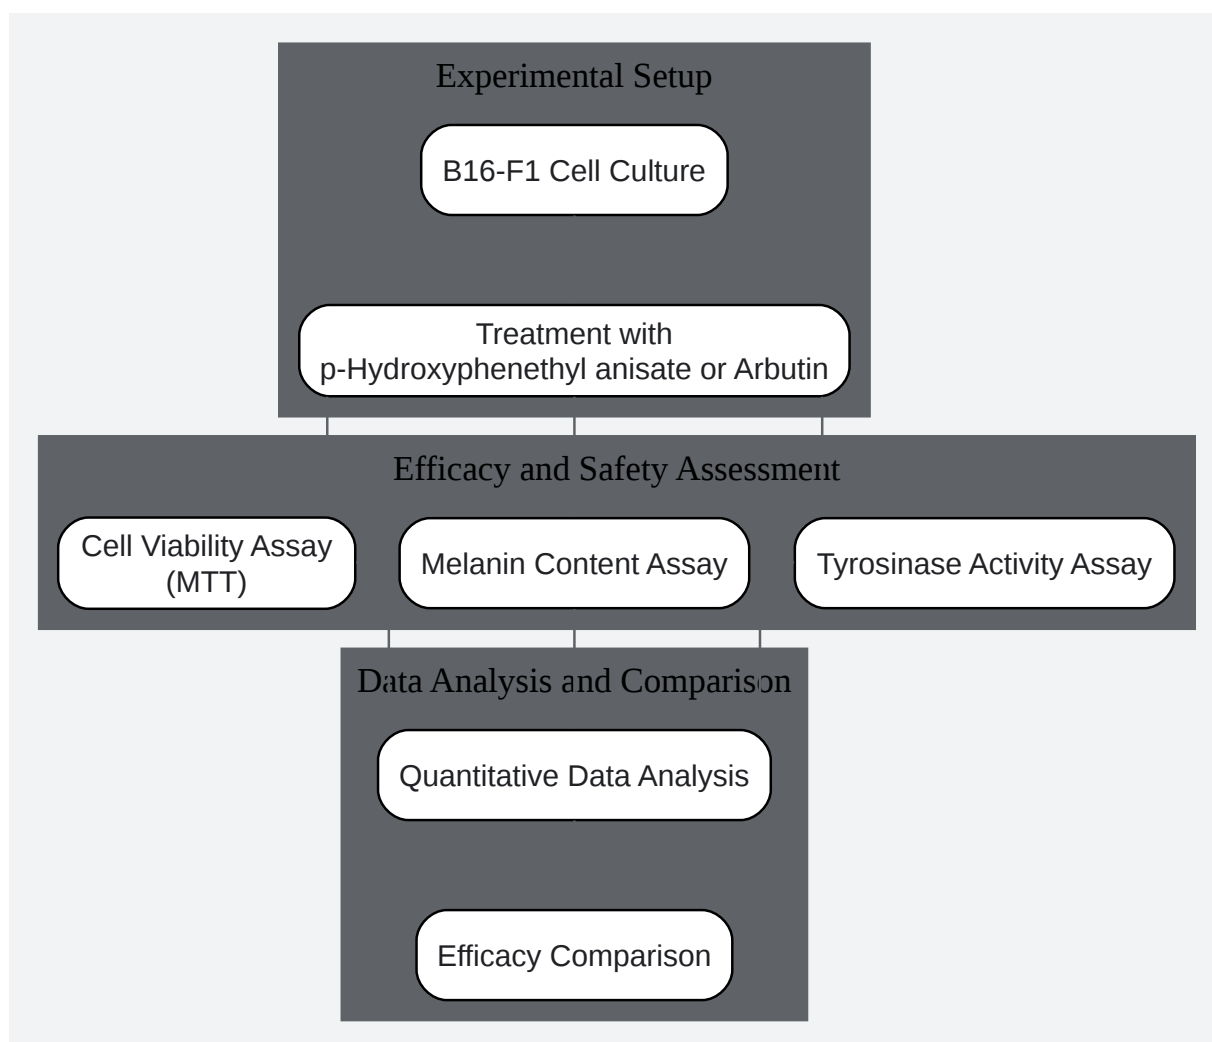 Experimental Setup
B16-F1 Cell Culture
Treatment with
p-Hydroxyphenethyl anisate or Arbutin
Efficacy and Safety Assessment
Cell Viability Assay
(MTT)
Melanin Content Assay
Tyrosinase Activity Assay
Data Analysis and Comparison
Quantitative Data Analysis
Efficacy Comparison